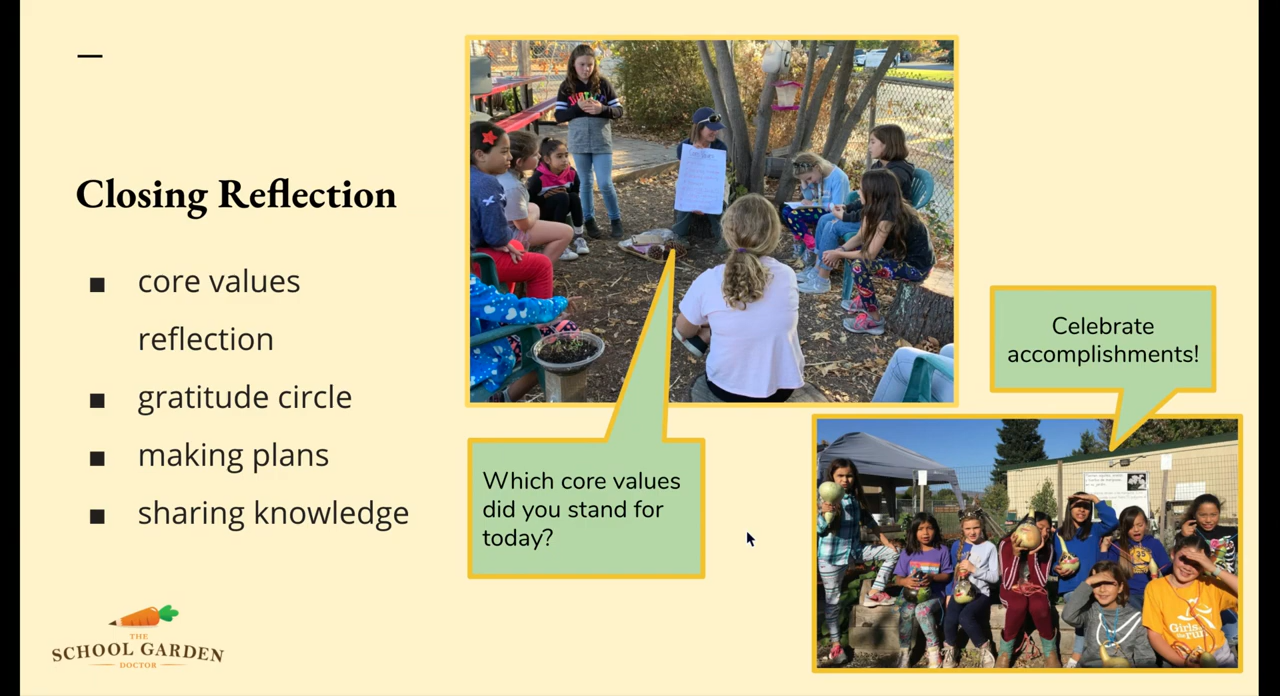 Closing Reflection
core values
reflection
gratitude circle
making plans
sharing knowledge
Which core values
did you stand for
today?
Celebrate
accomplishments!
THE
SCHOOL GARDEN
DOCTOR
Girls